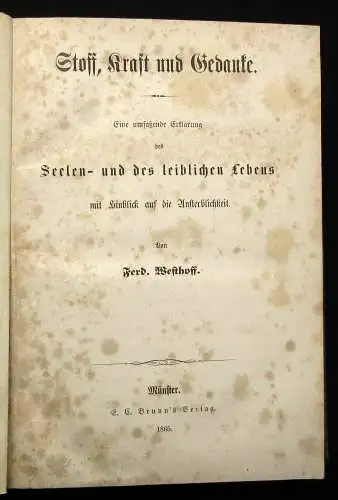 Stoff, Kraft und Gedanke.
Eine umfaßende Erklärung
des
Seelen- und des leiblichen Lebens
mit Hinblick auf die Unsterblichkeit.
Von
Ferd. Westhoff.
Münster.
E. C. Brunn's Verlag.
1865.